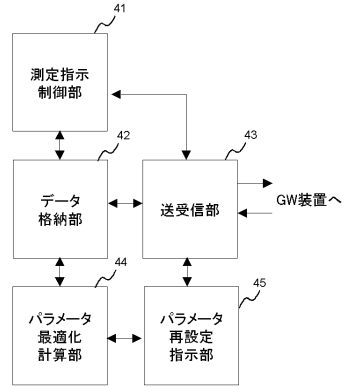 41
測定指示
制御部
42
データ
格納部
43
送受信部
GW装置へ
44
パラメータ
最適化
計算部
45
パラメータ
再設定
指示部